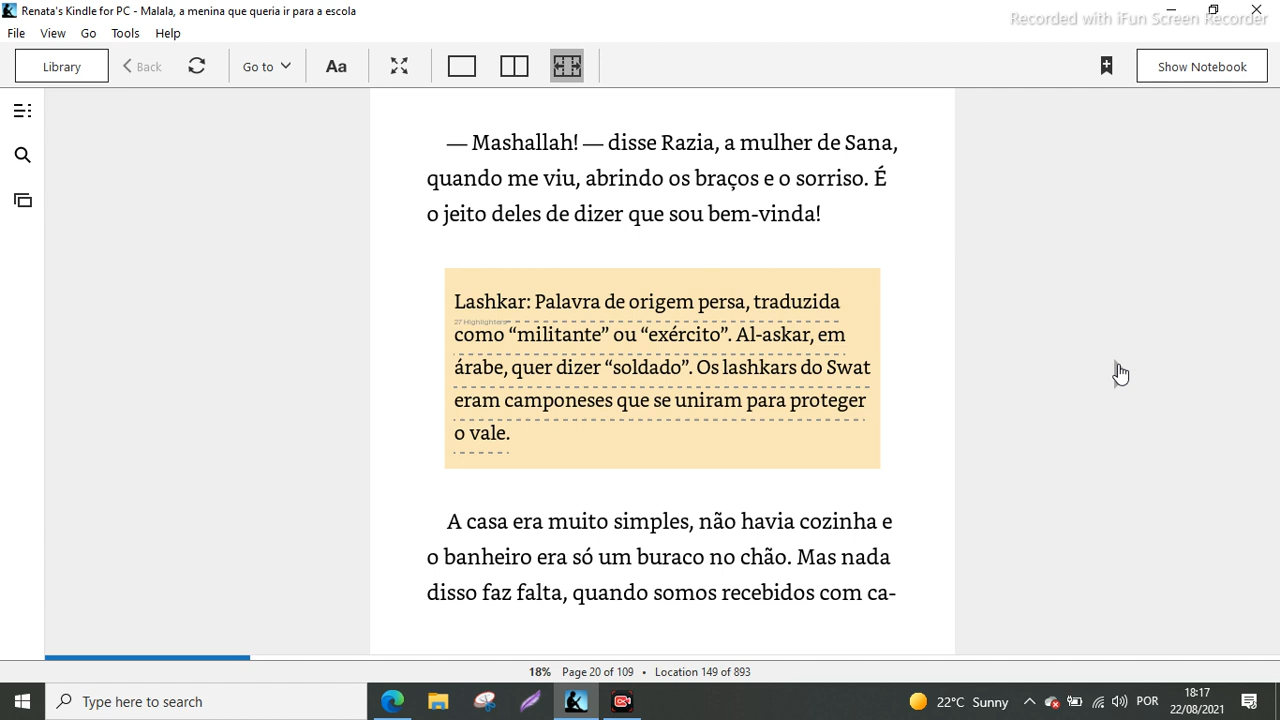 Renata's Kindle for PC - Malala, a menina que queria ir para a escola
Recorded with iFun Screen Recorder
File View Go Tools Help
Library Back Go to Aa Show Notebook
— Mashallah! — disse Razia, a mulher de Sana,
quando me viu, abrindo os braços e o sorriso. É
o jeito deles de dizer que sou bem-vinda!
Lashkar: Palavra de origem persa, traduzida
27 Highlighters
como “militante” ou “exército”. Al-askar, em
árabe, quer dizer “soldado”. Os lashkars do Swat
eram camponeses que se uniram para proteger
o vale.
A casa era muito simples, não havia cozinha e
o banheiro era só um buraco no chão. Mas nada
disso faz falta, quando somos recebidos com ca-
18% Page 20 of 109 • Location 149 of 893
Type here to search
22°C Sunny
POR
18:17
22/08/2021